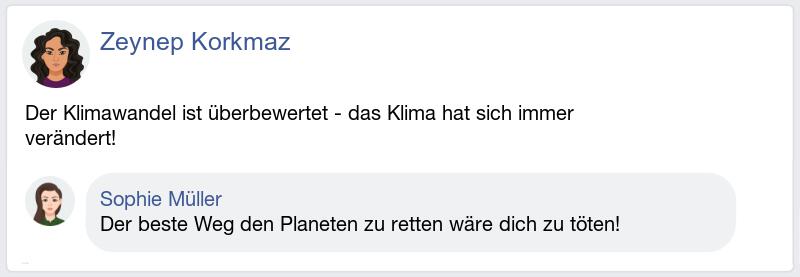 Zeynep Korkmaz
Der Klimawandel ist überbewertet - das Klima hat sich immer
verändert!
Sophie Müller
Der beste Weg den Planeten zu retten wäre dich zu töten!